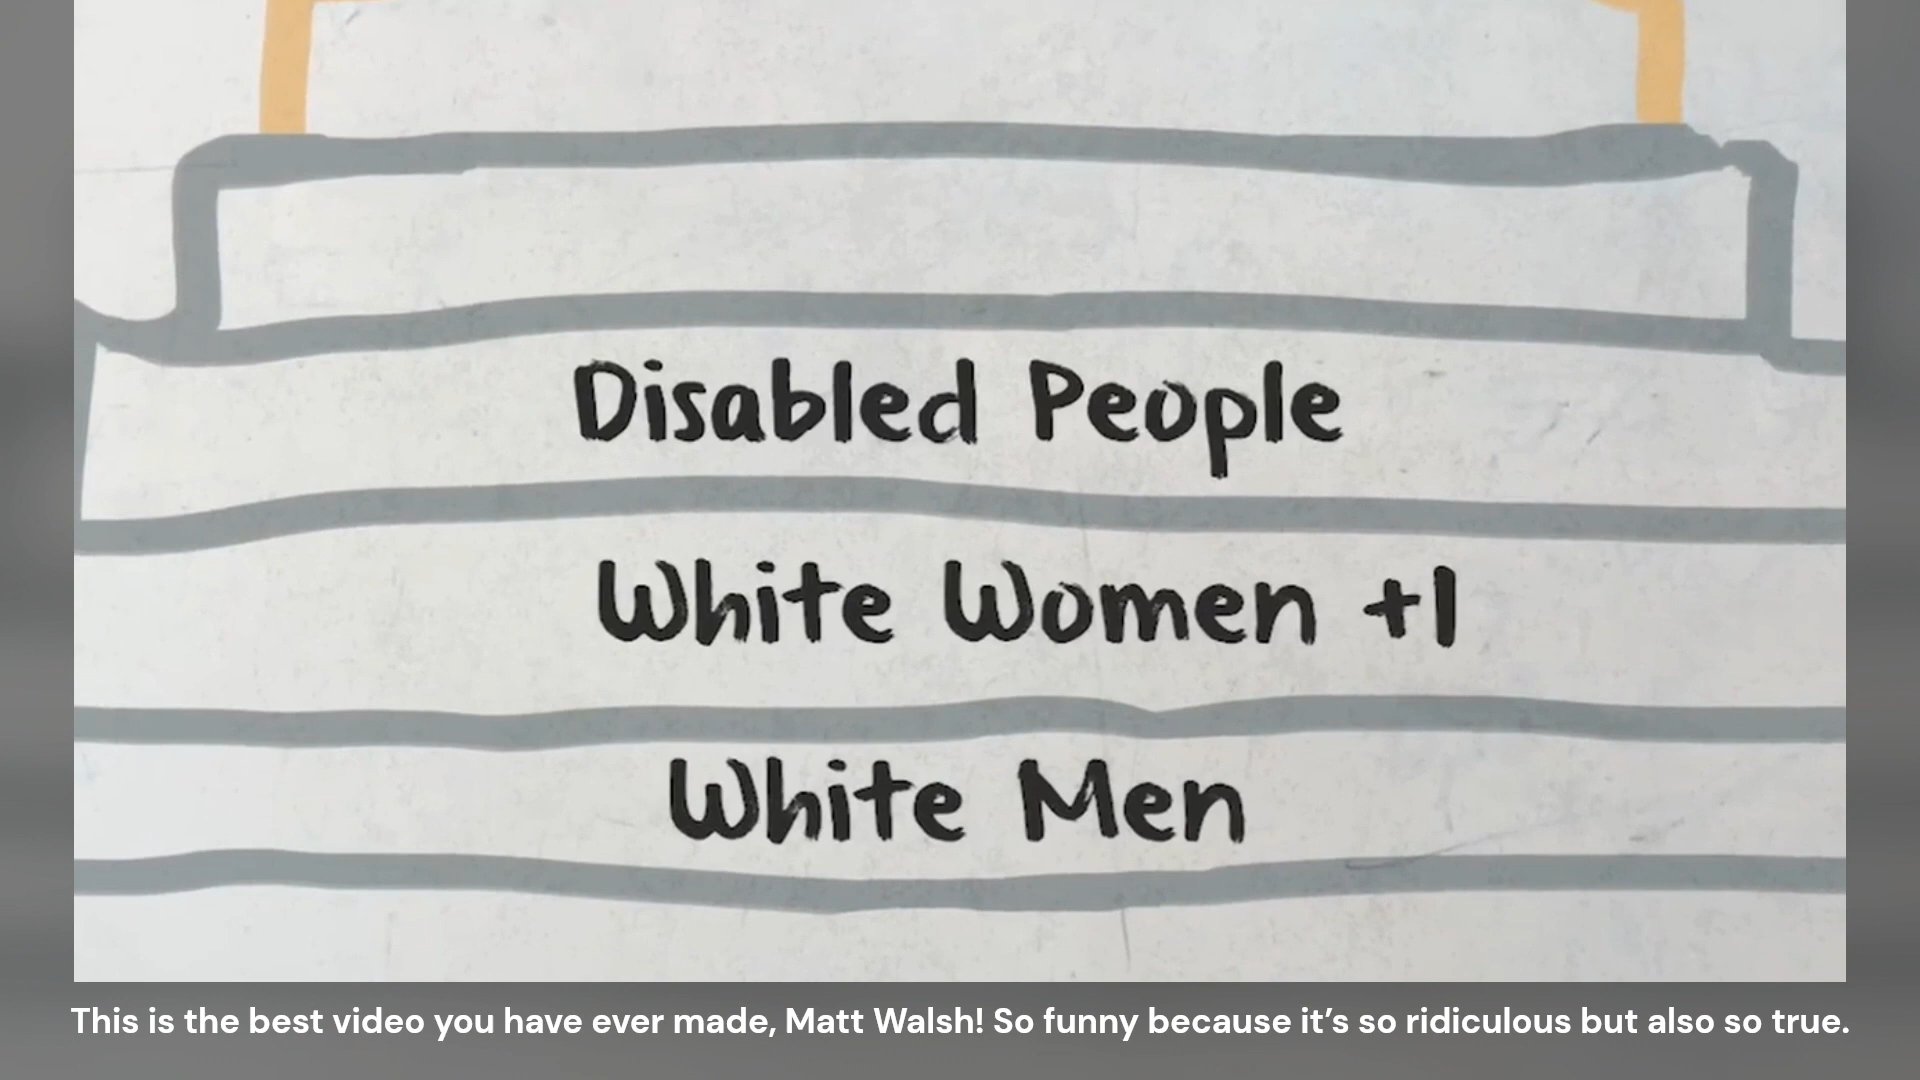 Disabled People
White Women +1
White Men
This is the best video you have ever made, Matt Walsh! So funny because it’s so ridiculous but also so true.